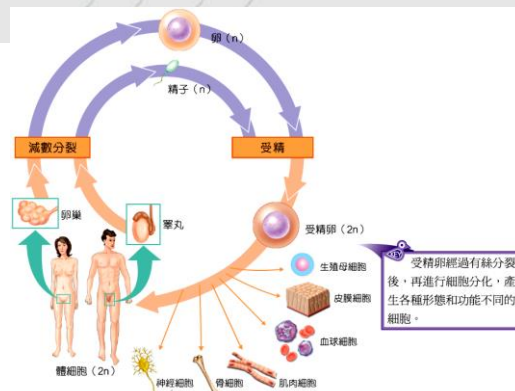 卵（n）
精子（n）
減數分裂
受精
卵巢
睪丸
受精卵（2n）
生殖母細胞
皮膜細胞
血球細胞
體細胞（2n）
神經細胞
骨細胞
肌肉細胞
KEY
受精卵經過有絲分裂
後，再進行細胞分化，產
生各種形態和功能不同的
細胞。